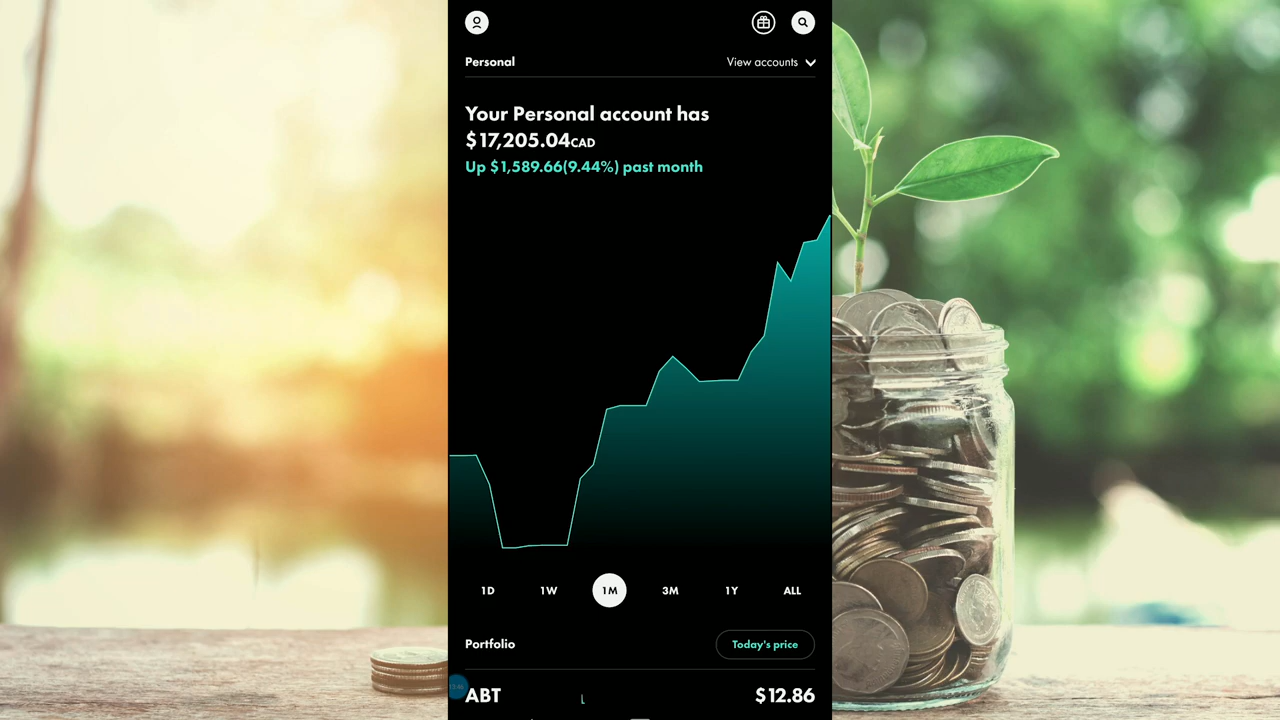 Personal
View accounts
Your Personal account has
$17,205.04CAD
Up $1,589.66(9.44%) past month
1D 1W 1M 3M 1Y ALL
Portfolio
Today's price
ABT
$12.86